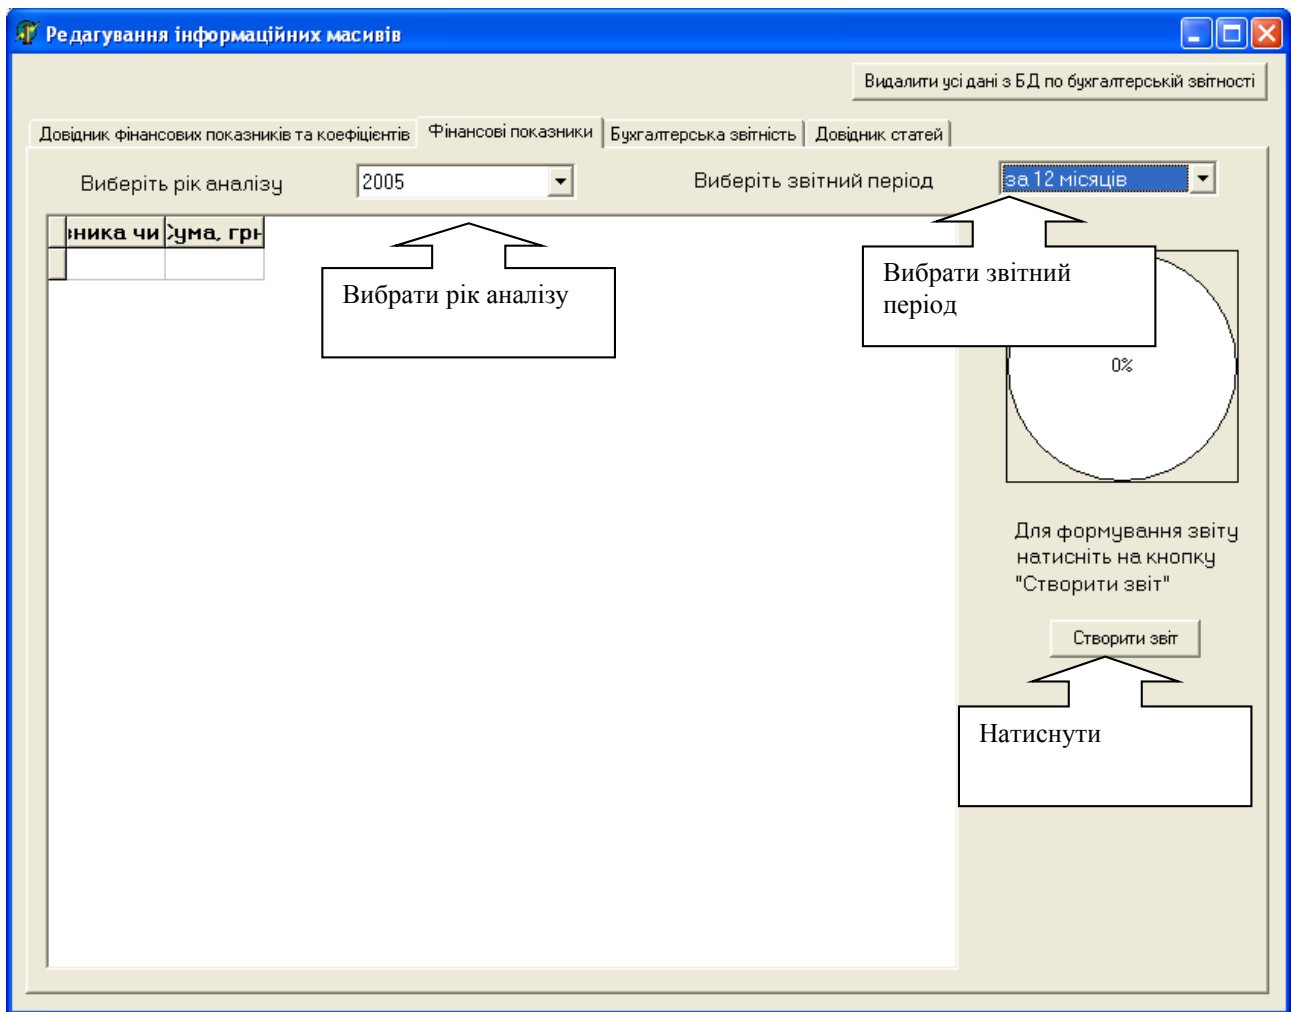 Редагування інформаційних масивів
Видалити усі дані з БД по бухгалтерській звітності
Довідник фінансових показників та коефіцієнтів
Фінансові показники
Бухгалтерська звітність
Довідник статей
Виберіть рік аналізу
2005
Виберіть звітний період
за 12 місяців
ника чи
ума, грн
Вибрати рік аналізу
Вибрати звітний
період
0%
Для формування звіту
натисніть на кнопку
"Створити звіт"
Створити звіт
Натиснути